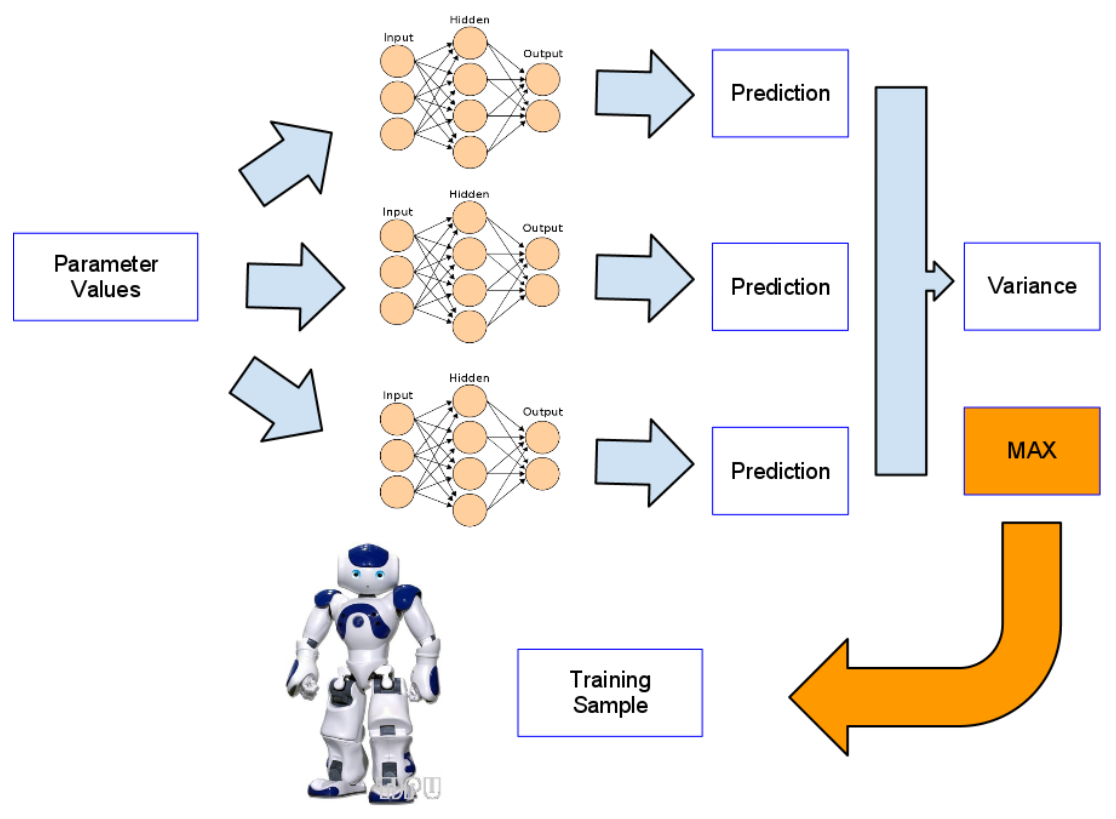 Hidden
Input
Output
Prediction
Hidden
Input
Output
Parameter
Values
Prediction
Variance
Hidden
Input
Output
Prediction
MAX
Training
Sample